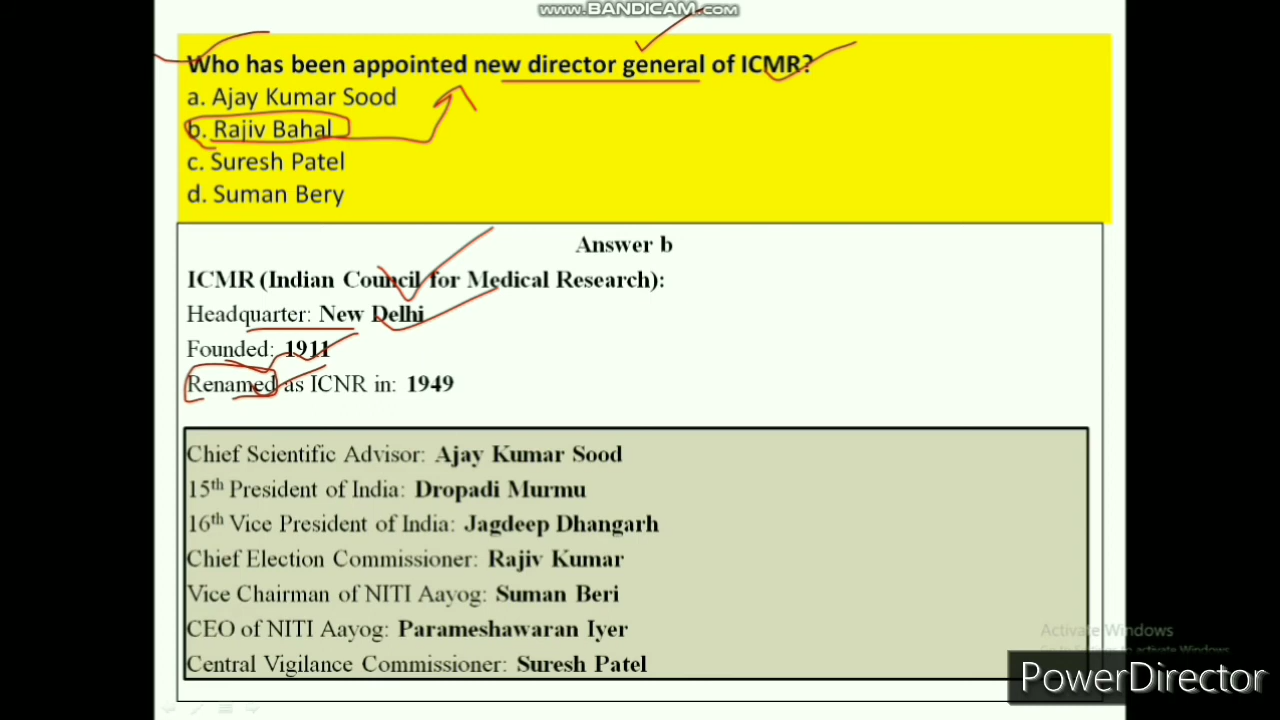 www.BANDICAM.com
Who has been appointed new director general of ICMR?
a. Ajay Kumar Sood
b. Rajiv Bahal
c. Suresh Patel
d. Suman Bery
Answer b
ICMR (Indian Council for Medical Research):
Headquarter: New Delhi
Founded: 1911
Renamed as ICNR in: 1949
Chief Scientific Advisor: Ajay Kumar Sood
15th President of India: Dropadi Murmu
16th Vice President of India: Jagdeep Dhangarh
Chief Election Commissioner: Rajiv Kumar
Vice Chairman of NITI Aayog: Suman Beri
CEO of NITI Aayog: Parameshawaran Iyer
Central Vigilance Commissioner: Suresh Patel
Activate Windows
PowerDirector